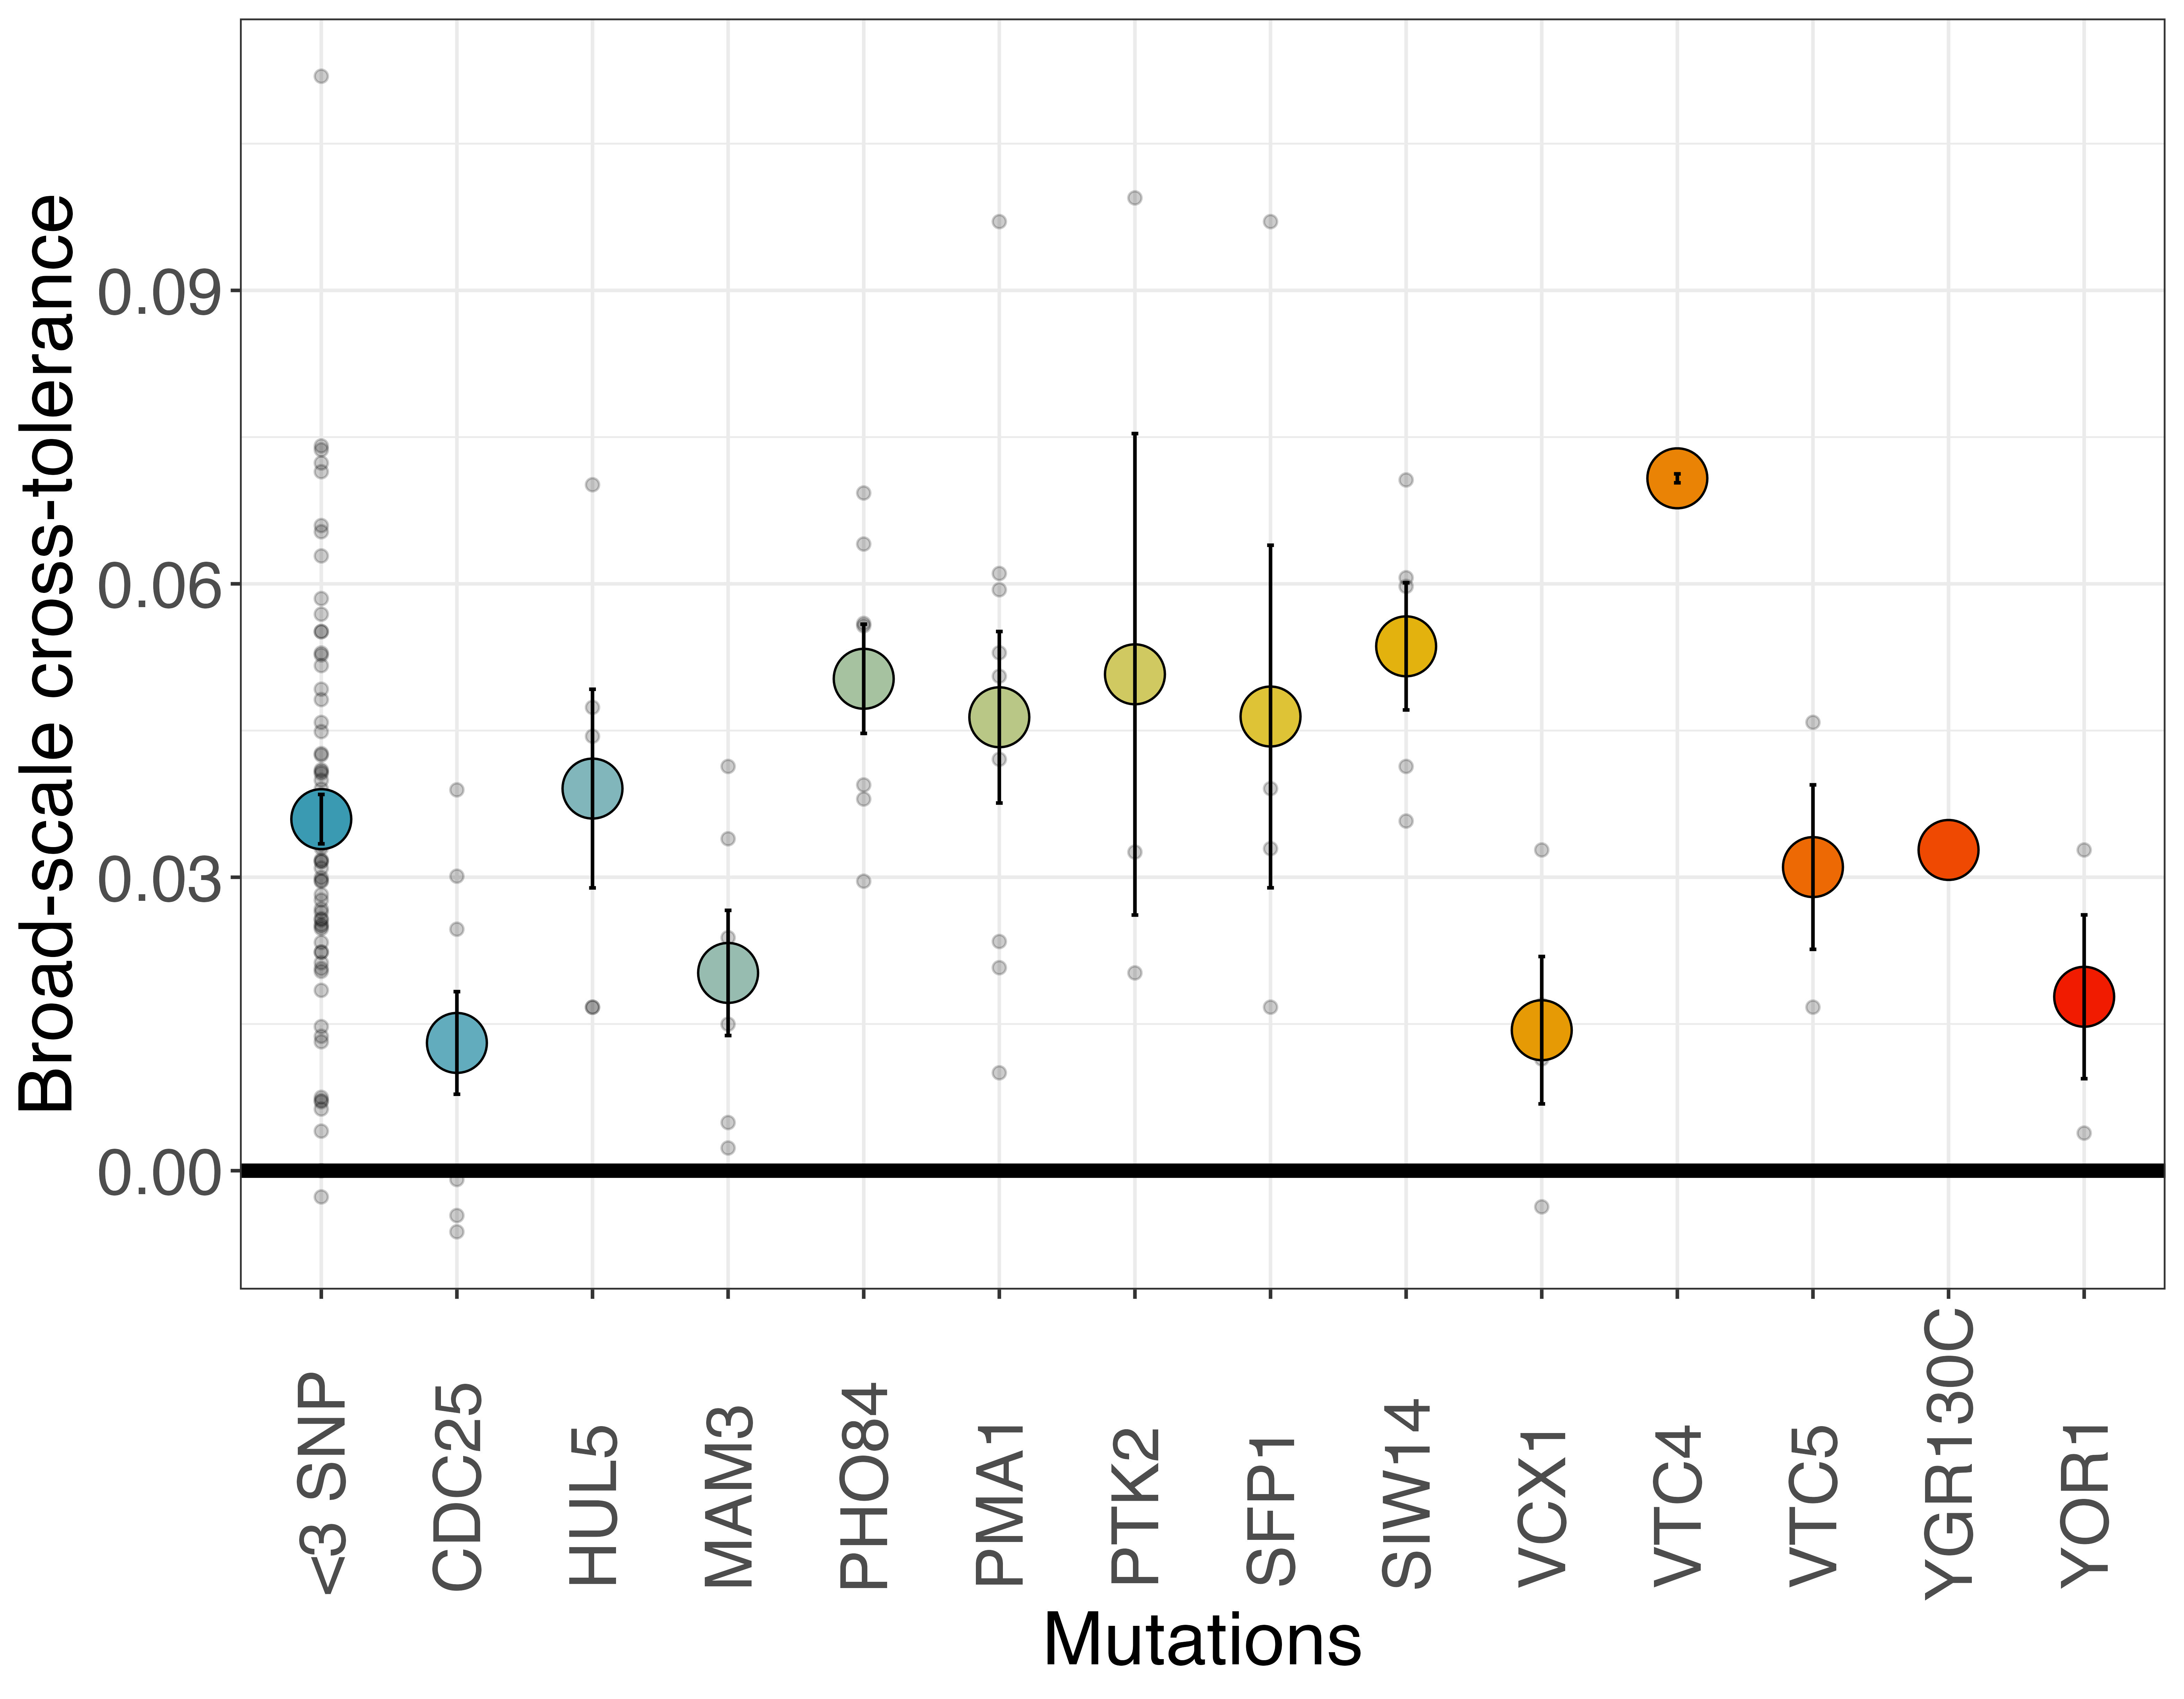 Broad-scale cross-tolerance
0.09
0.06
0.03
0.00
<3 SNP
CDC25
HUL5
MAM3
PHO84
PMA1
PTK2
SFP1
SIW14
VCX1
VTC4
VTC5
YGR130C
YOR1
Mutations